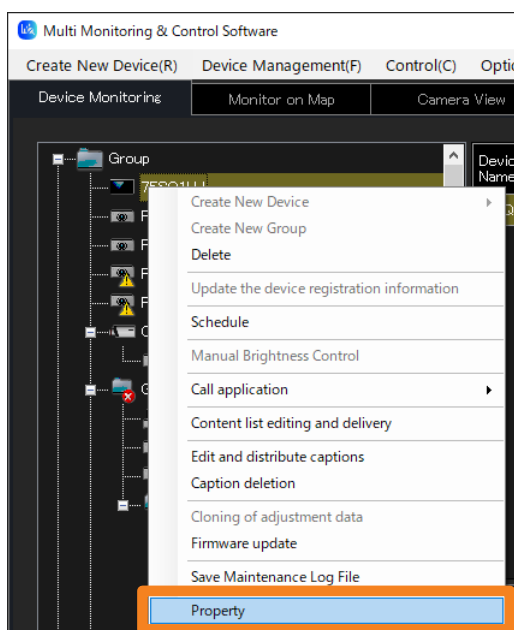 Multi Monitoring & Control Software
Create New Device(R) Device Management(F) Control(C) Optio
Device Monitoring Monitor on Map Camera View
Group
Devic
Name
Create New Device
Create New Group
Delete
Update the device registration information
Schedule
Manual Brightness Control
Call application
Content list editing and delivery
Edit and distribute captions
Caption deletion
Cloning of adjustment data
Firmware update
Save Maintenance Log File
Property